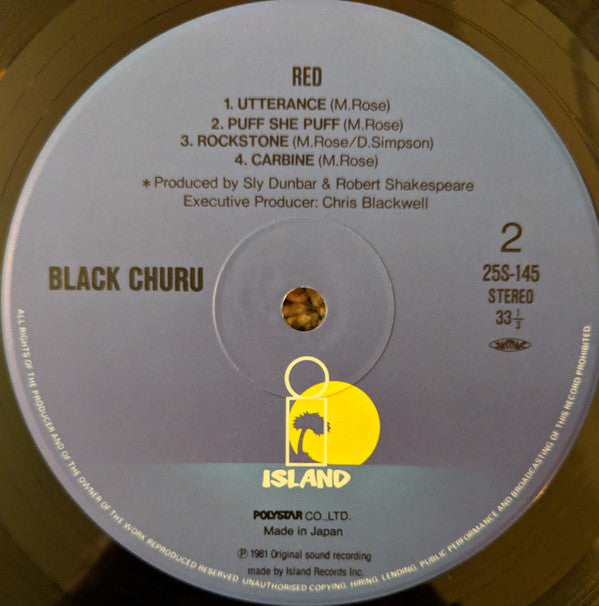 RED
1. UTTERANCE (M.Rose)
2. PUFF SHE PUFF (M.Rose)
3. ROCKSTONE (M.Rose/D.Simpson)
4. CARBINE (M.Rose)
* Produced by Sly Dunbar & Robert Shakespeare
Executive Producer: Chris Blackwell
BLACK CHURU
2
25S-145
STEREO
33 1/3
JASRAC
ISLAND
POLYSTAR CO.,LTD.
Made in Japan
Ⓟ 1981 Original sound recording
made by Island Records Inc.
ALL RIGHTS OF THE PRODUCER AND OF THE OWNER OF THE WORK REPRODUCED RESERVED. UNAUTHORISED COPYING, HIRING, LENDING, PUBLIC PERFORMANCE AND BROADCASTING OF THIS RECORD PROHIBITED.